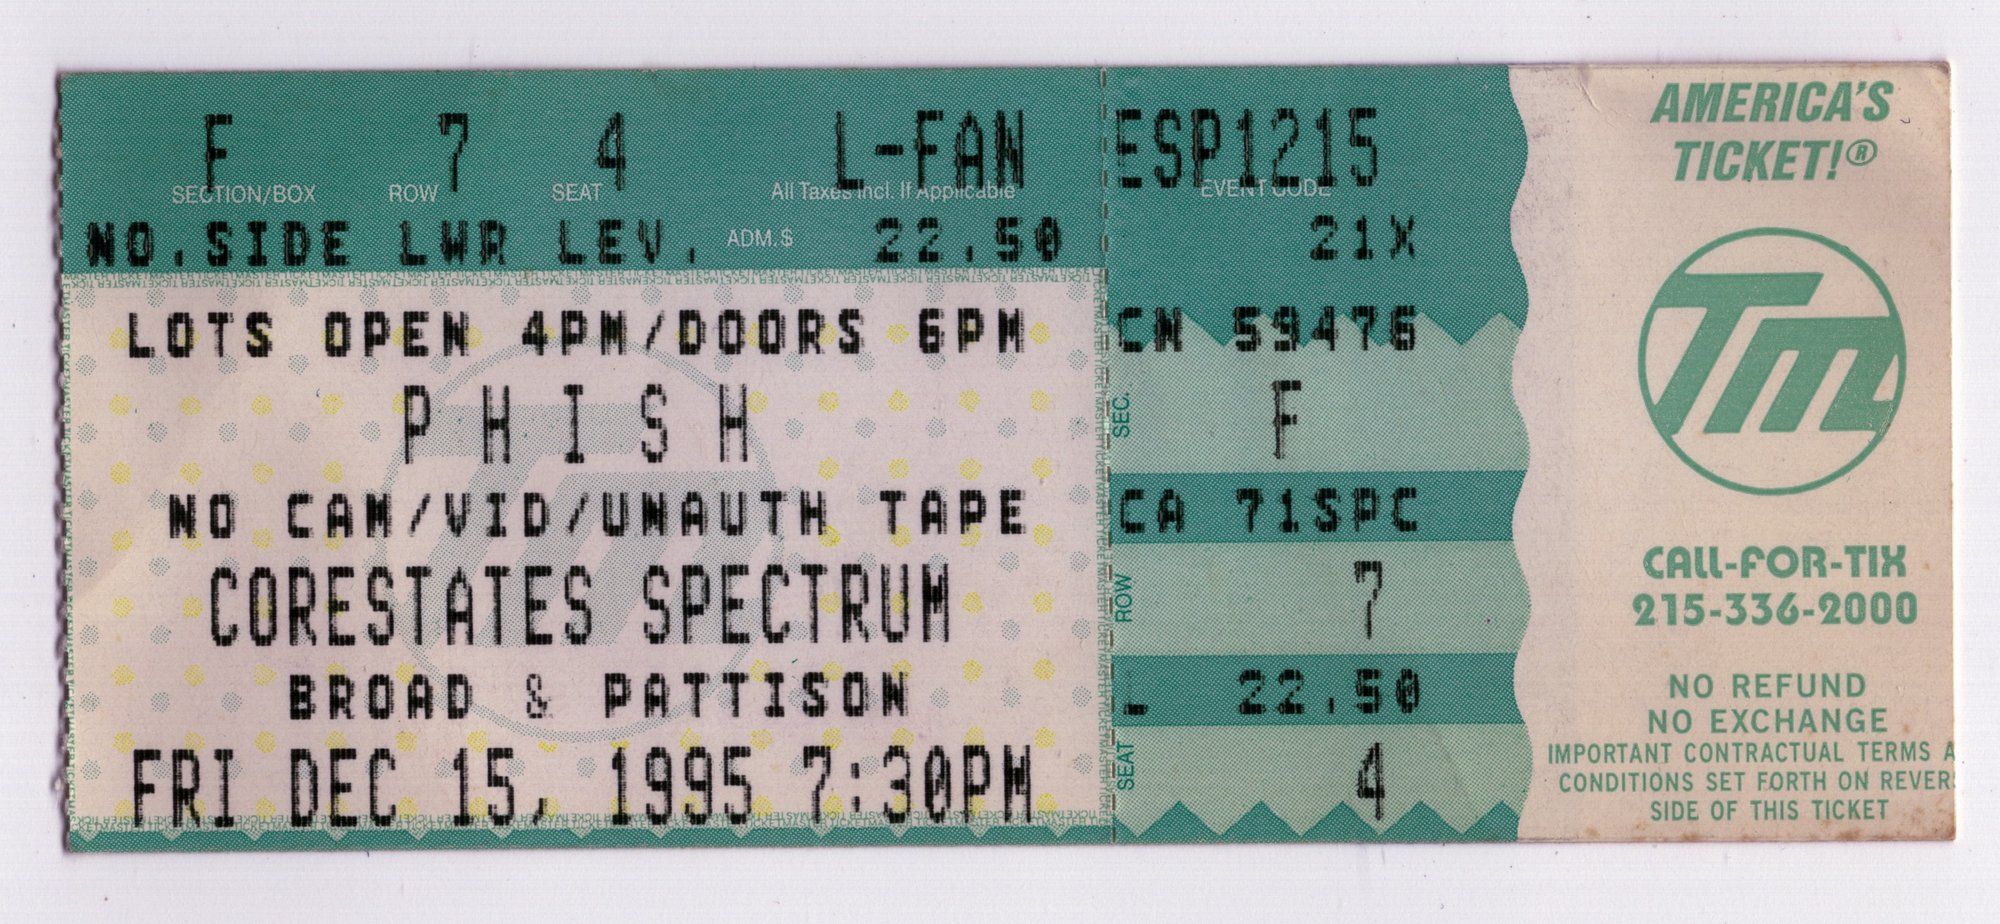 F 7 4 L-FAN
SECTION/BOX ROW SEAT All Taxes Incl. If Applicable
NO.SIDE LWR LEV. ADM.$ 22.50
LOTS OPEN 4PM/DOORS 6PM
PHISH
NO CAM/VID/UNAUTH TAPE
CORESTATES SPECTRUM
BROAD & PATTISON
FRI DEC 15, 1995 7:30PM
ESP1215
EVENT CODE
21X
CN 59476
SEC. F
CA 71SPC
ROW 7
L 22.50
SEAT 4
AMERICA'S
TICKET!®
TM
CALL-FOR-TIX
215-336-2000
NO REFUND
NO EXCHANGE
IMPORTANT CONTRACTUAL TERMS A
CONDITIONS SET FORTH ON REVERS
SIDE OF THIS TICKET